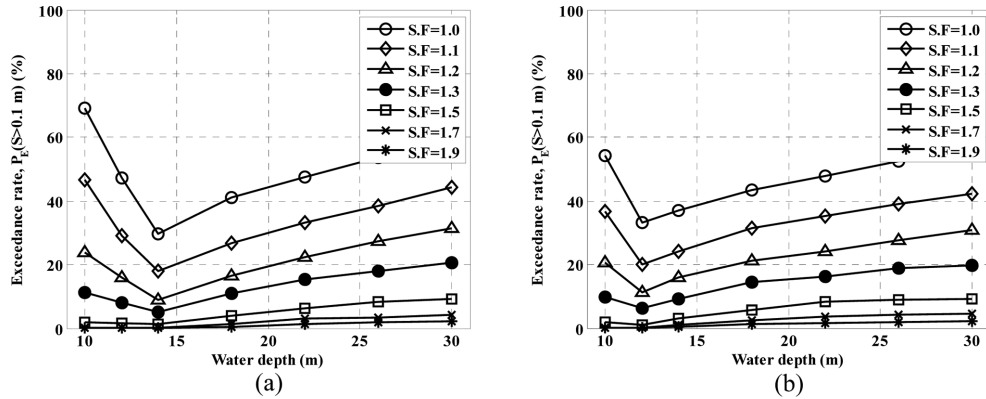 100
80
60
40
20
0
Exceedance rate, P_E(S>0.1 m) (%)
S.F=1.0
S.F=1.1
S.F=1.2
S.F=1.3
S.F=1.5
S.F=1.7
S.F=1.9
10 15 20 25 30
Water depth (m)
(a)
100
80
60
40
20
0
Exceedance rate, P_E(S>0.1 m) (%)
S.F=1.0
S.F=1.1
S.F=1.2
S.F=1.3
S.F=1.5
S.F=1.7
S.F=1.9
10 15 20 25 30
Water depth (m)
(b)